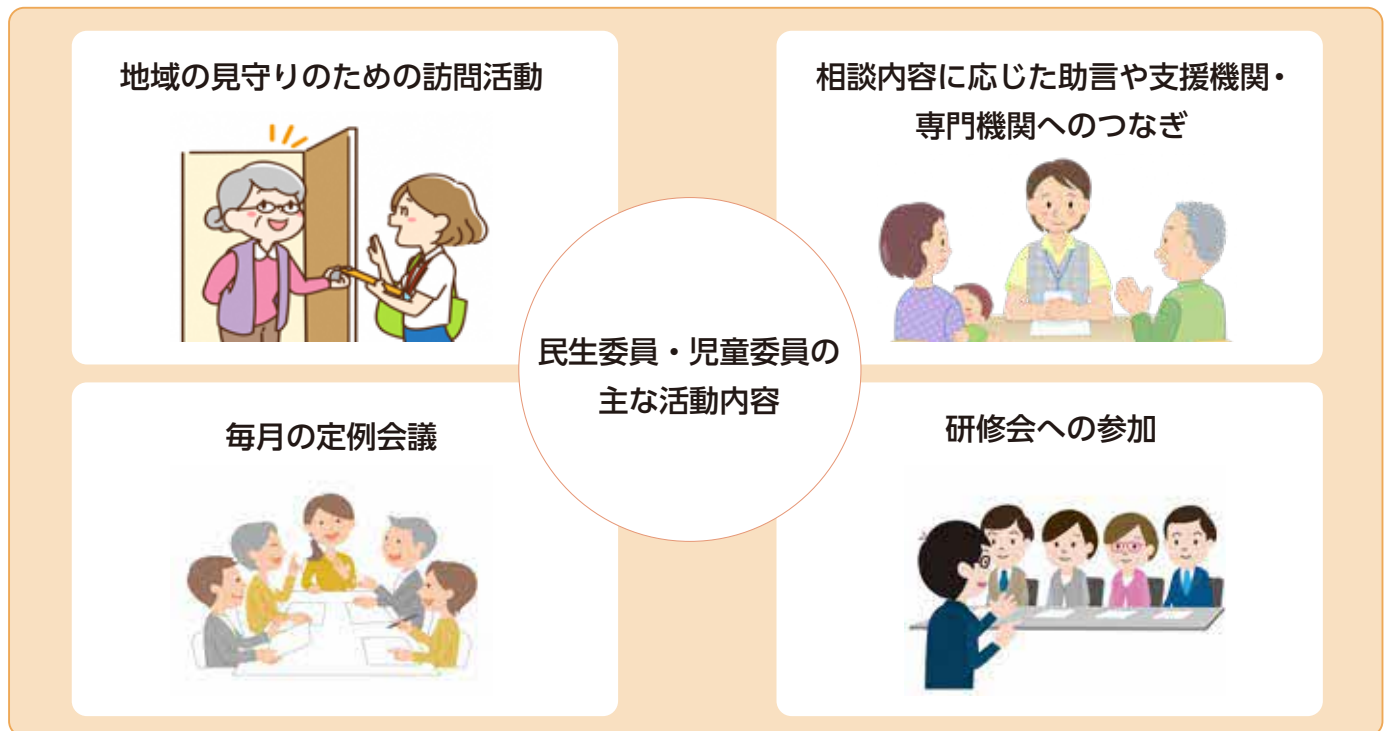 地域の見守りのための訪問活動
相談内容に応じた助言や支援機関・
専門機関へのつなぎ
民生委員・児童委員の
主な活動内容
毎月の定例会議
研修会への参加